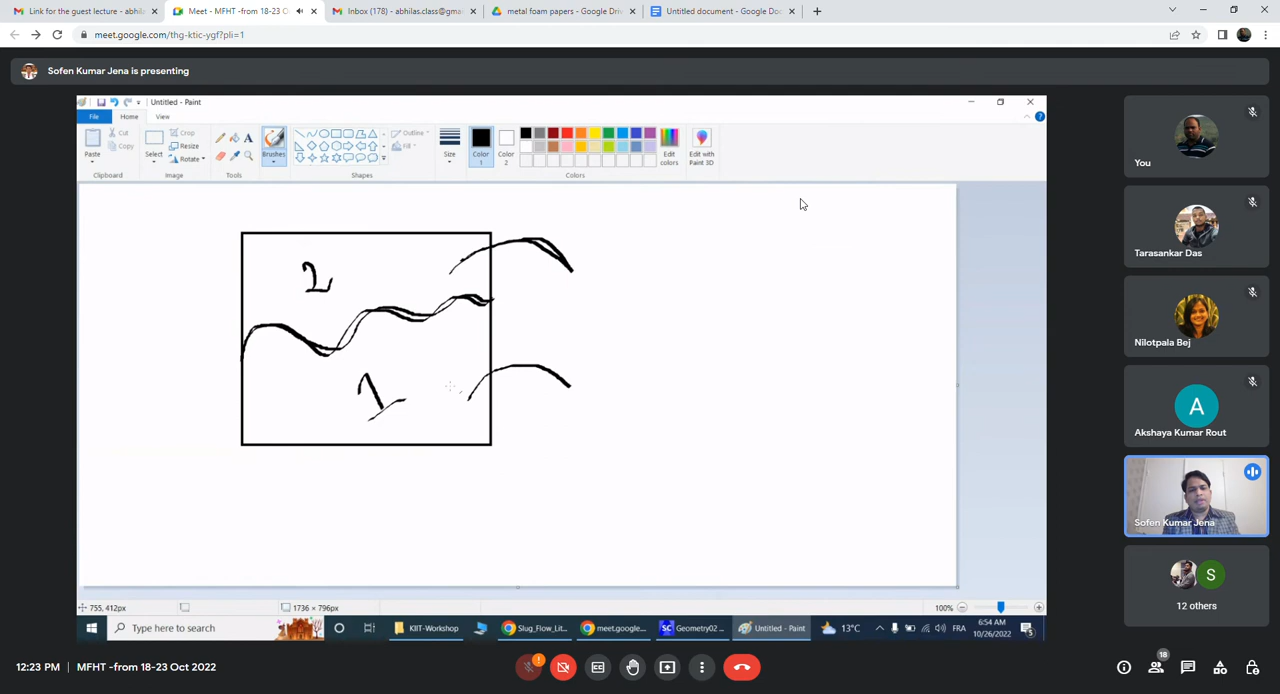 Link for the guest lecture - abhila
Meet - MFHT -from 18-23 O
Inbox (178) - abhilas.class@gma
metal foam papers - Google Dri
Untitled document - Google Doc
meet.google.com/thg-ktic-ygf?pli=1
Sofen Kumar Jena is presenting
Untitled - Paint
File
Home
View
Paste
Cut
Copy
Clipboard
Select
Crop
Resize
Rotate
Image
Tools
Brushes
Shapes
Outline
Fill
Size
Color
1
Color
2
Edit
colors
Edit with
Paint 3D
Colors
2
1
755, 412px
1736 × 796px
100%
Type here to search
KIIT-Workshop
Slug_Flow_Lit...
meet.google...
SC
Geometry02 ...
Untitled - Paint
13°C
FRA
6:54 AM
10/26/2022
5
You
Tarasankar Das
Nilotpala Bej
A
Akshaya Kumar Rout
Sofen Kumar Jena
S
12 others
12:23 PM | MFHT -from 18-23 Oct 2022
18